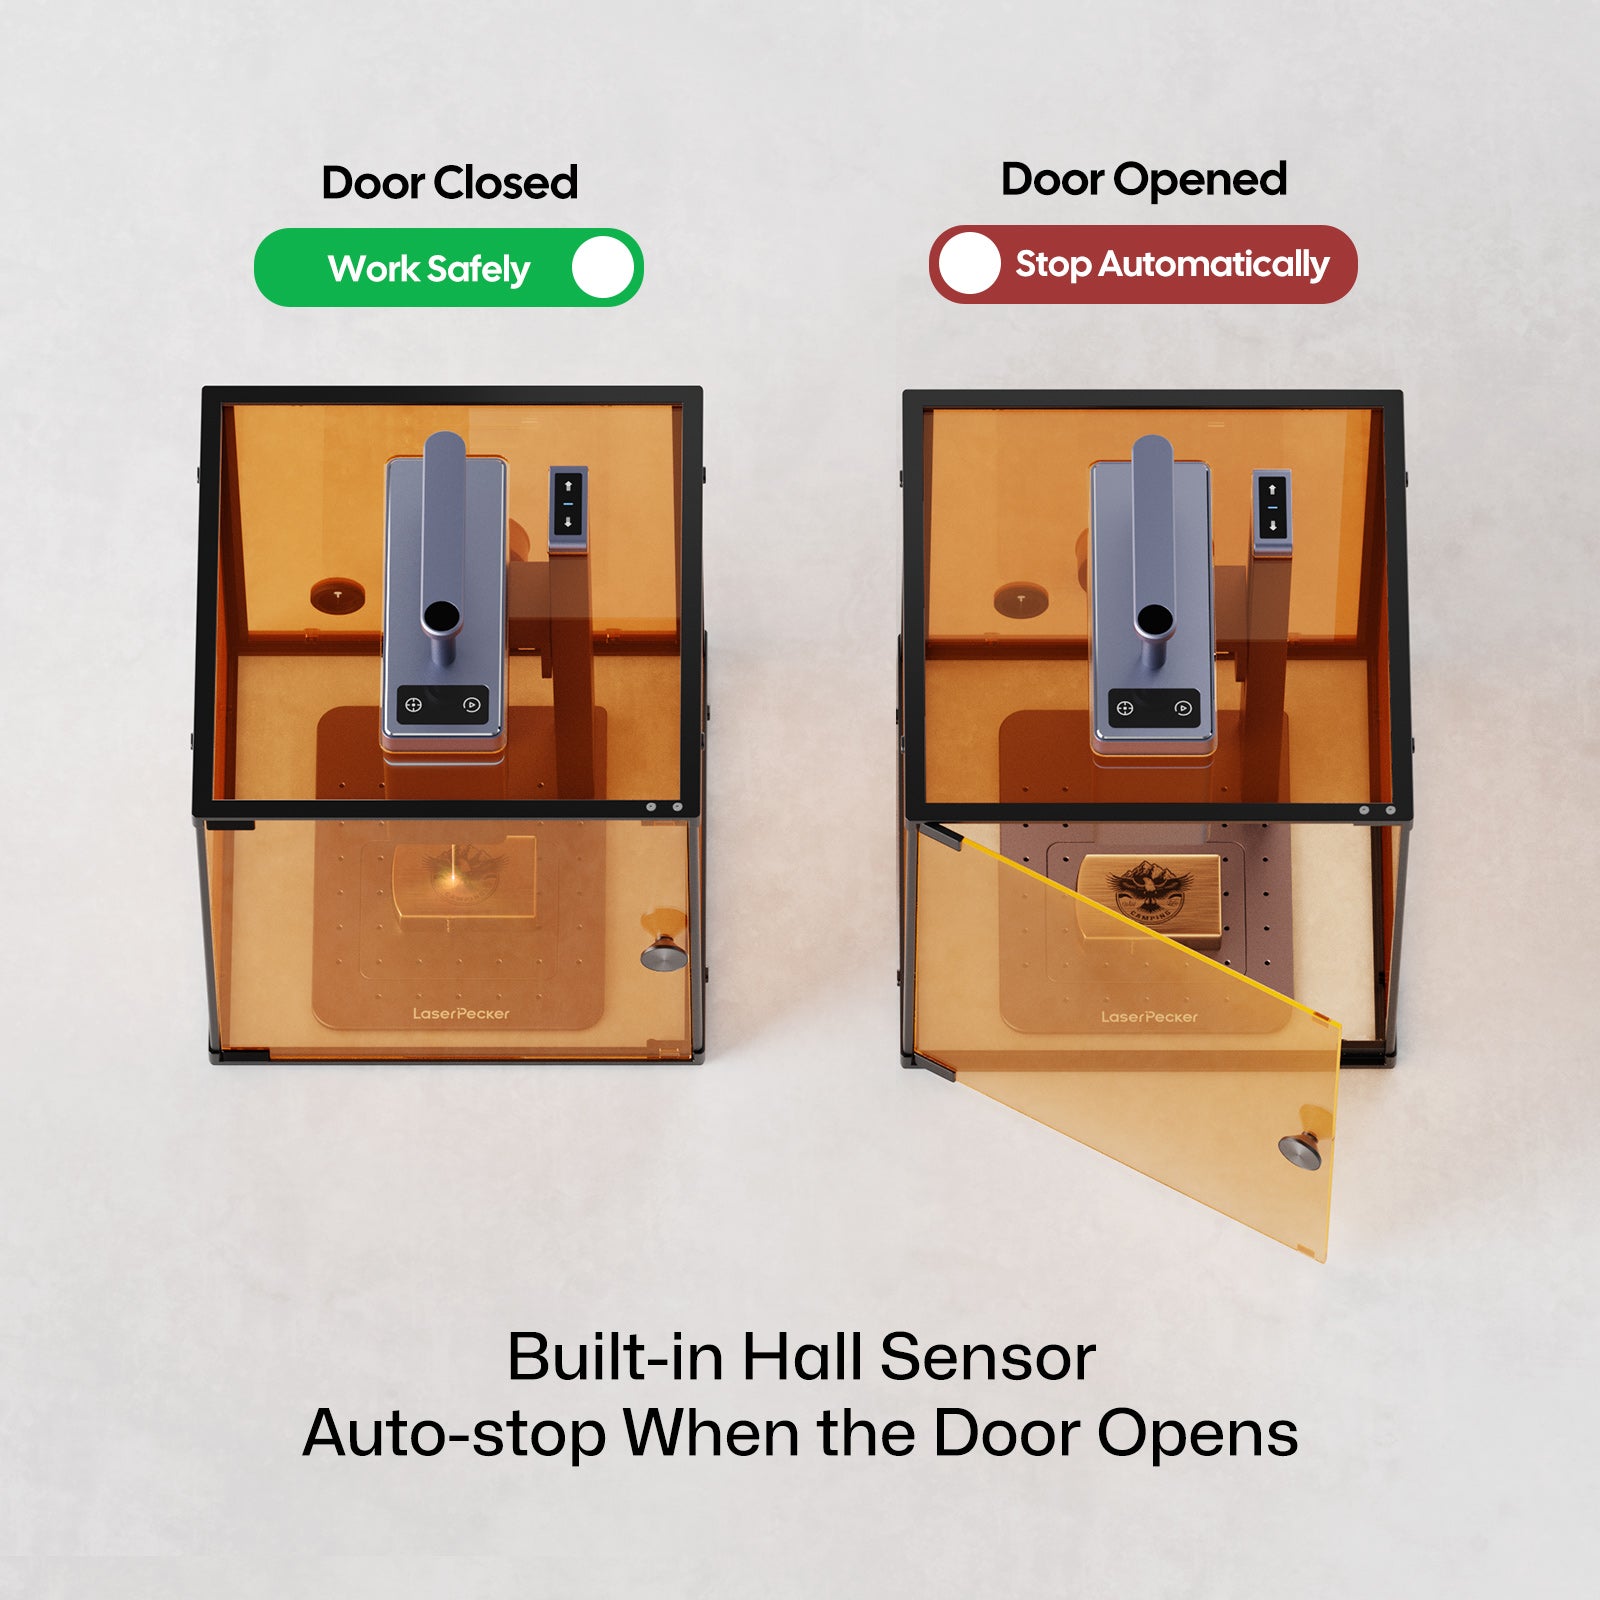 Door Closed
Work Safely
Door Opened
Stop Automatically
CAMPING
LaserPecker
LaserPecker
Built-in Hall Sensor
Auto-stop When the Door Opens